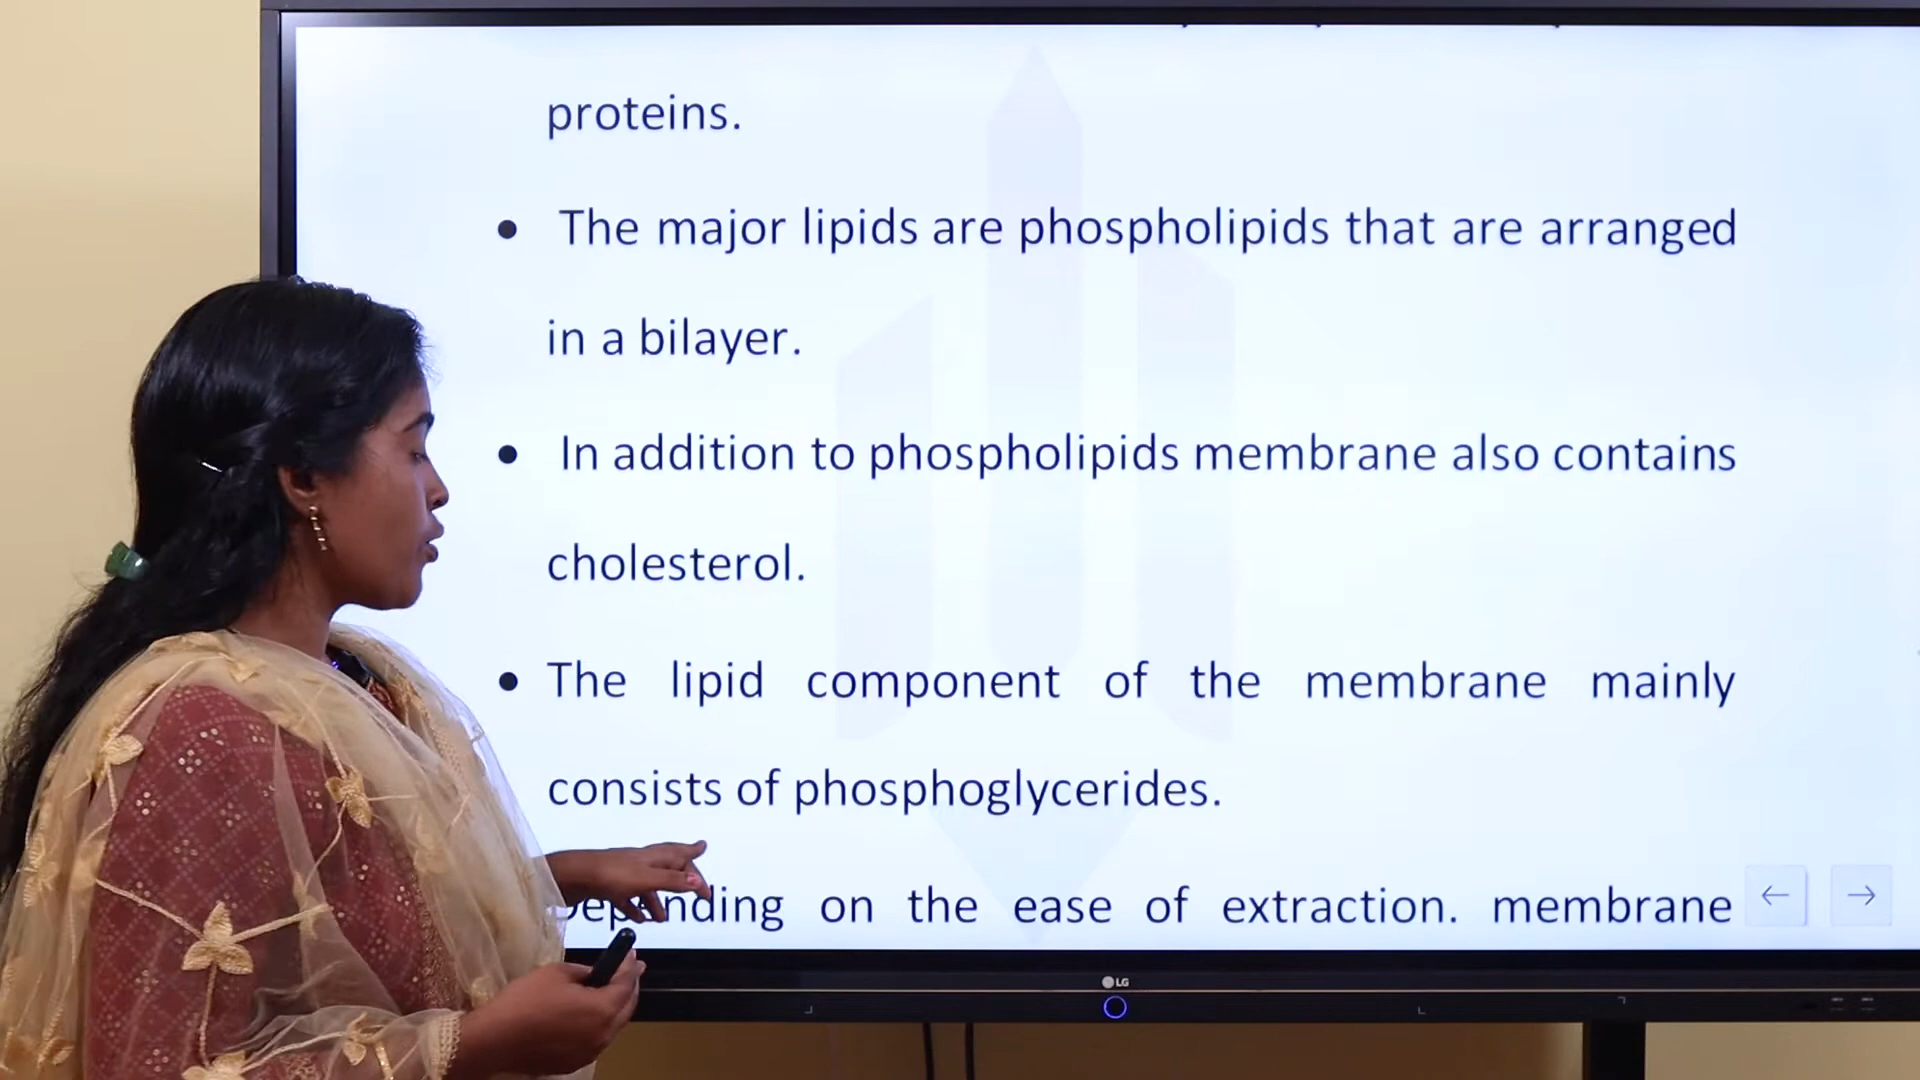 proteins.
• The major lipids are phospholipids that are arranged
in a bilayer.
• In addition to phospholipids membrane also contains
cholesterol.
• The lipid component of the membrane mainly
consists of phosphoglycerides.
Depending on the ease of extraction. membrane
LG